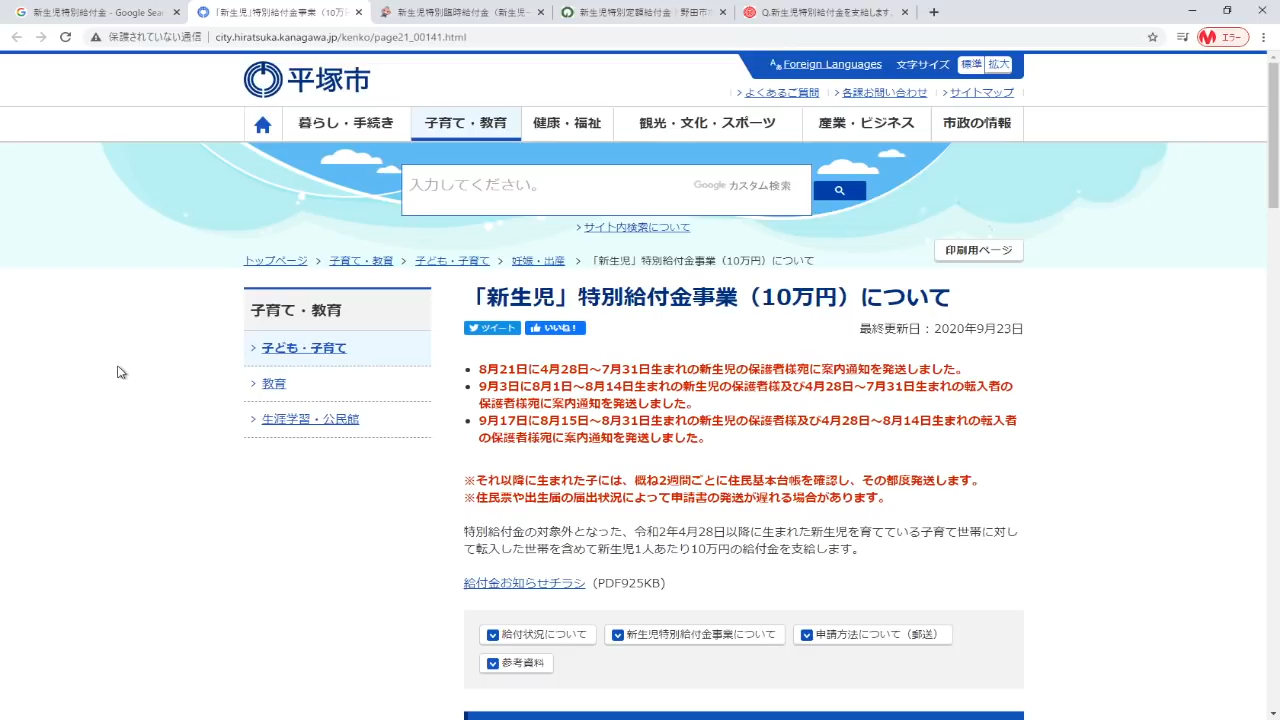 新生児特別給付金 - Google Sear
「新生児」特別給付金事業（10万円
新生児特別臨時給付金（新生児~
新生児特別定額給付金｜野田市ホ
Q.新生児特別給付金を支給します。
保護されていない通信 | city.hiratsuka.kanagawa.jp/kenko/page21_00141.html
エラー
平塚市
Foreign Languages 文字サイズ 標準 拡大
よくあるご質問 各課お問い合わせ サイトマップ
暮らし・手続き 子育て・教育 健康・福祉 観光・文化・スポーツ 産業・ビジネス 市政の情報
入力してください。 Google カスタム検索
サイト内検索について
印刷用ページ
トップページ > 子育て・教育 > 子ども・子育て > 妊娠・出産 > 「新生児」特別給付金事業（10万円）について
子育て・教育
子ども・子育て
教育
生涯学習・公民館
「新生児」特別給付金事業（10万円）について
ツイート いいね！
最終更新日：2020年9月23日
8月21日に4月28日～7月31日生まれの新生児の保護者様宛に案内通知を発送しました。
9月3日に8月1日～8月14日生まれの新生児の保護者様及び4月28日～7月31日生まれの転入者の
保護者様宛に案内通知を発送しました。
9月17日に8月15日～8月31日生まれの新生児の保護者様及び4月28日～8月14日生まれの転入者
の保護者様宛に案内通知を発送しました。
※それ以降に生まれた子には、概ね2週間ごとに住民基本台帳を確認し、その都度発送します。
※住民票や出生届の届出状況によって申請書の発送が遅れる場合があります。
特別給付金の対象外となった、令和2年4月28日以降に生まれた新生児を育てている子育て世帯に対し
て転入した世帯を含めて新生児1人あたり10万円の給付金を支給します。
給付金お知らせチラシ（PDF925KB)
給付状況について 新生児特別給付金事業について 申請方法について（郵送）
参考資料